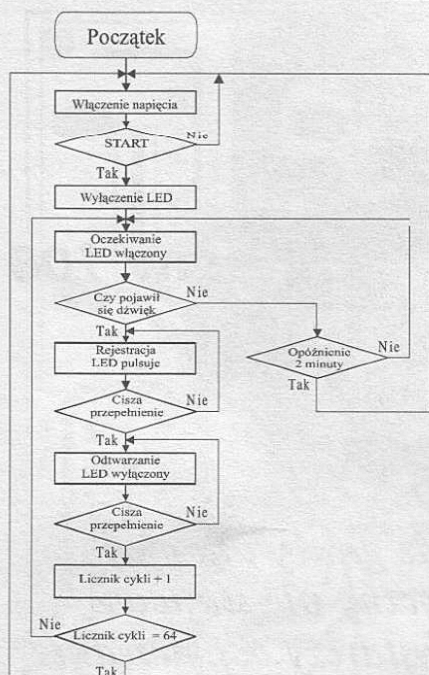 Początek
Włączenie napięcia
START
Nie
Tak
Wyłączenie LED
Oczekiwanie
LED włączony
Czy pojawił
się dźwięk
Nie
Tak
Rejestracja
LED pulsuje
Opóźnienie
2 minuty
Nie
Tak
Cisza
przepełnienie
Nie
Tak
Odtwarzanie
LED wyłączony
Cisza
przepełnienie
Nie
Tak
Licznik cykli + 1
Licznik cykli = 64
Nie
Tak